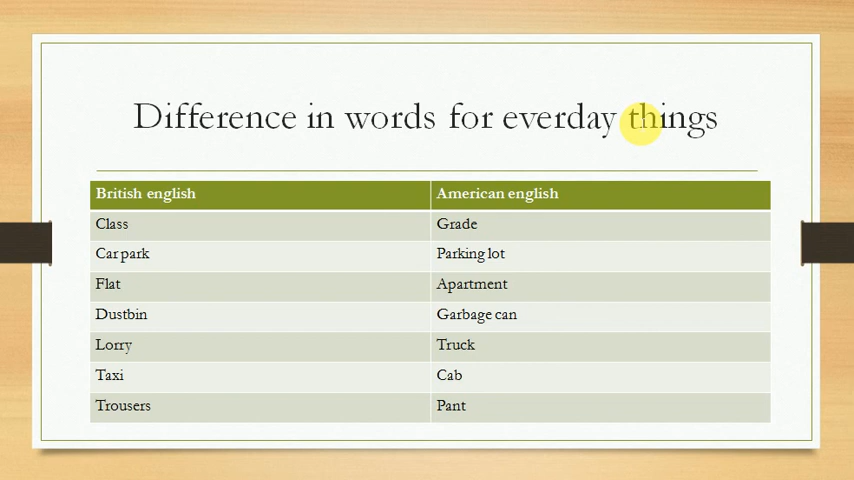 Difference in words for everday things
British english American english
Class Grade
Car park Parking lot
Flat Apartment
Dustbin Garbage can
Lorry Truck
Taxi Cab
Trousers Pant